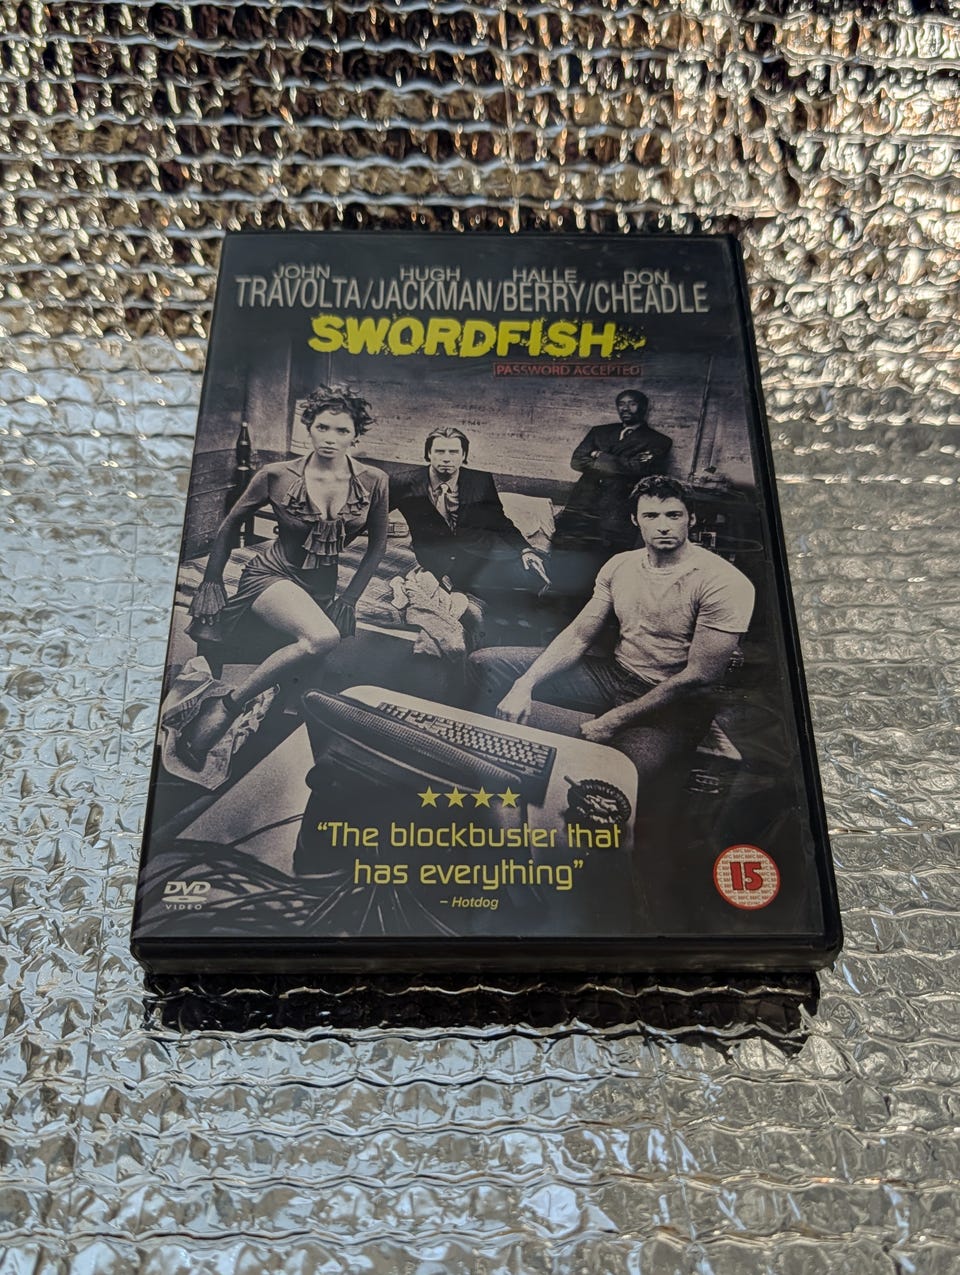 JOHN HUGH HALLE DON
TRAVOLTA/JACKMAN/BERRY/CHEADLE
SWORDFISH
PASSWORD ACCEPTED
★★★★
“The blockbuster that
has everything”
– Hotdog
DVD
VIDEO
15